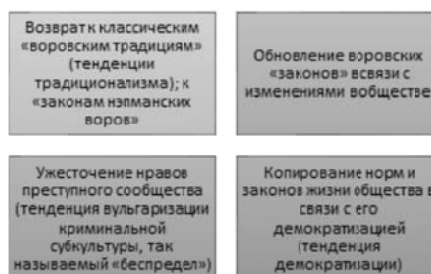 Возврат к классическим
«воровским традициям»
(тенденции
традиционализма); к
«законам нэпманских
воров»
Обновление воровских
«законов» всвязи с
изменениями вобществе
Ужесточение нравов
преступного сообщества
(тенденция вульгаризации
криминальной
субкультуры, так
называемый «беспредел»)
Копирование норм и
законов жизни общества в
связи с его
демократизацией
(тенденция
демократизации)